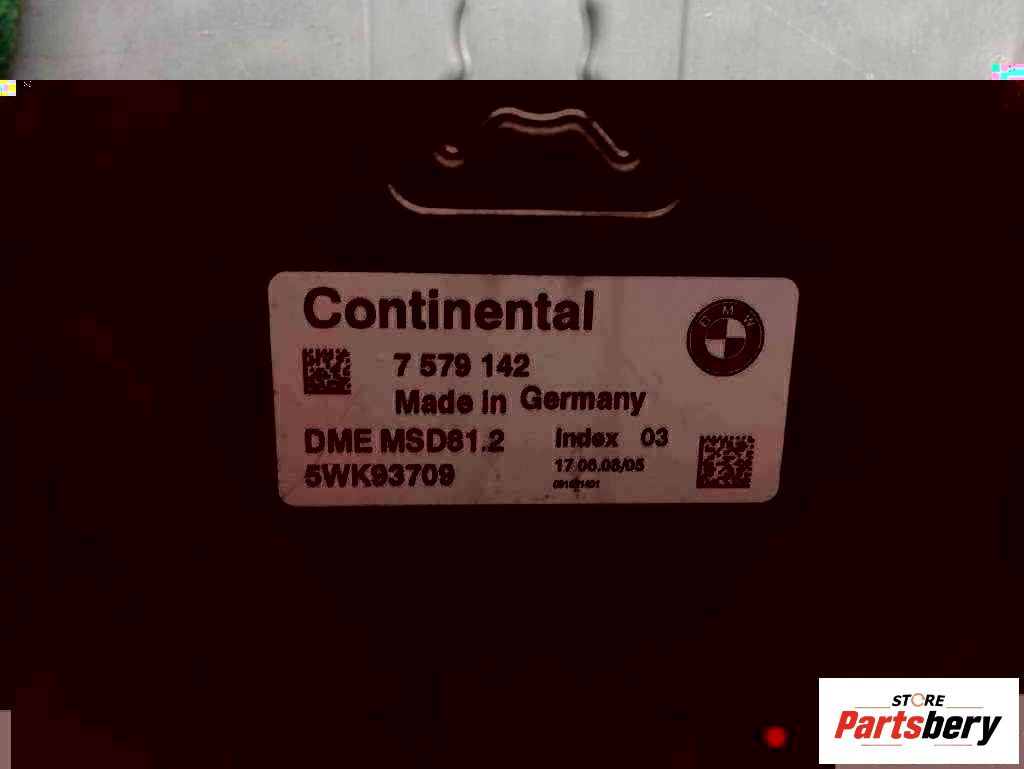 Continental
BMW
7 579 142
Made in Germany
DME MSD81.2
Index 03
5WK93709
17.06.08/05
STORE
Partsbery